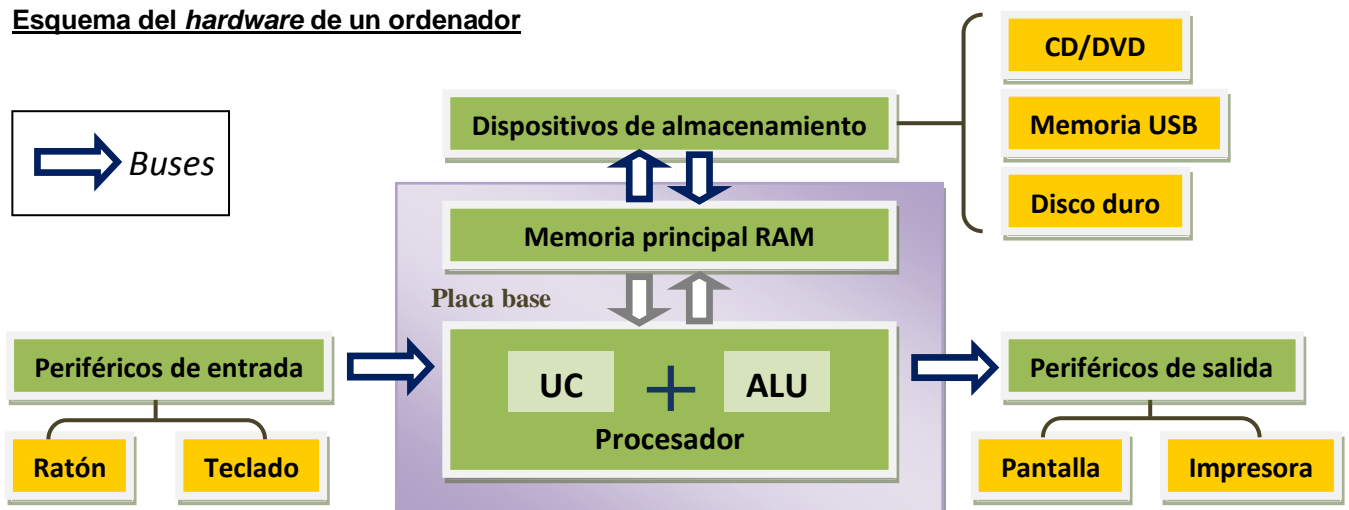 Esquema del hardware de un ordenador
CD/DVD
Dispositivos de almacenamiento
Memoria USB
Buses
Disco duro
Memoria principal RAM
Placa base
Periféricos de entrada
UC
ALU
Periféricos de salida
Procesador
Ratón
Teclado
Pantalla
Impresora